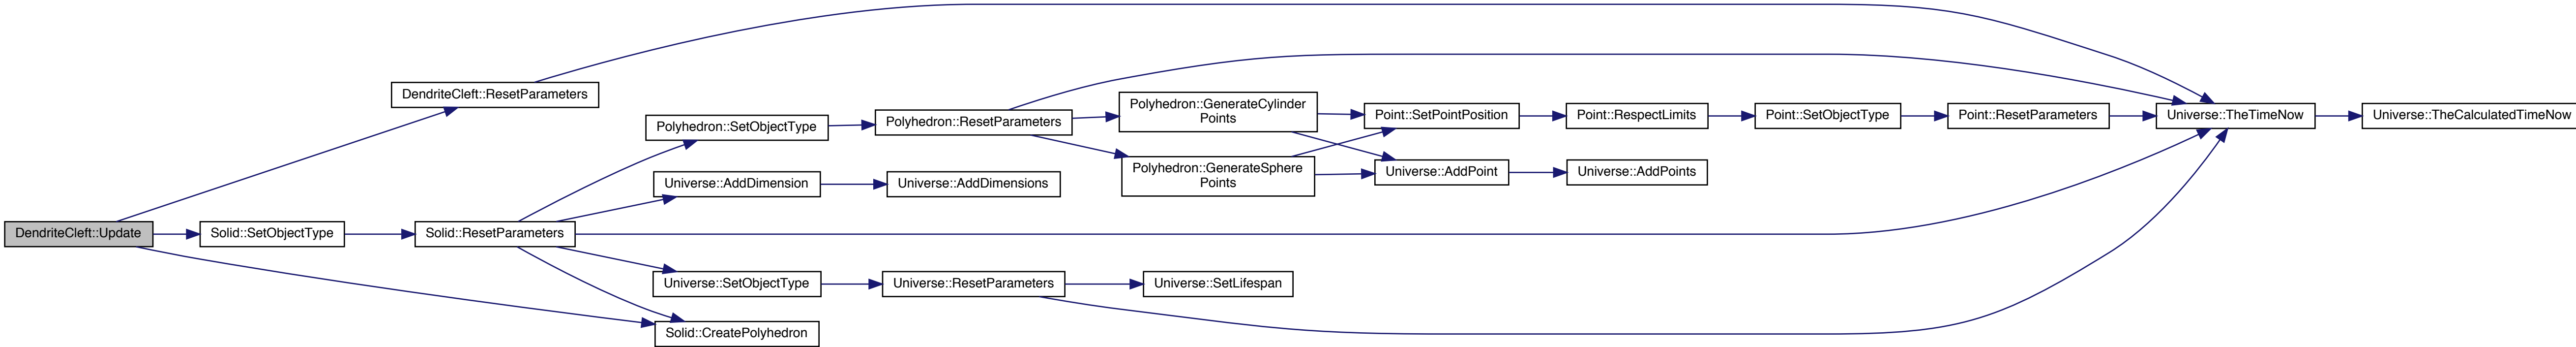 DendriteCleft::Update
DendriteCleft::ResetParameters
Solid::SetObjectType
Solid::ResetParameters
Polyhedron::SetObjectType
Universe::AddDimension
Universe::SetObjectType
Solid::CreatePolyhedron
Polyhedron::ResetParameters
Universe::AddDimensions
Universe::ResetParameters
Polyhedron::GenerateCylinder
Points
Polyhedron::GenerateSphere
Points
Universe::SetLifespan
Point::SetPointPosition
Universe::AddPoint
Point::RespectLimits
Universe::AddPoints
Point::SetObjectType
Point::ResetParameters
Universe::TheTimeNow
Universe::TheCalculatedTimeNow